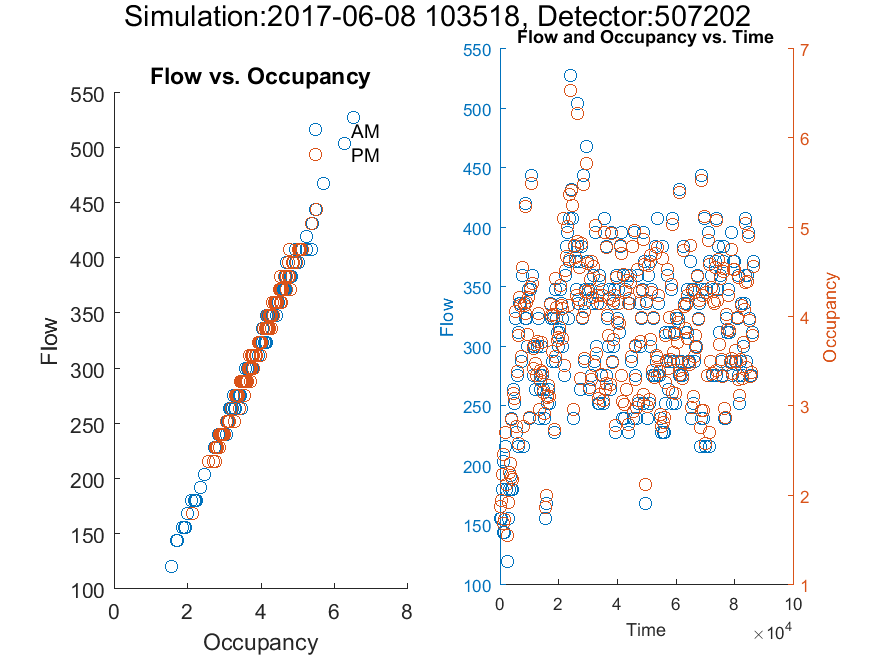 Simulation:2017-06-08 103518, Detector:507202
Flow vs. Occupancy
550
500
450
400
350
300
250
200
150
100
0 2 4 6 8
Flow
Occupancy
AM
PM
Flow and Occupancy vs. Time
550
500
450
400
350
300
250
200
150
100
Flow
0 2 4 6 8 10
×10^4
Time
7
6
5
4
3
2
1
Occupancy